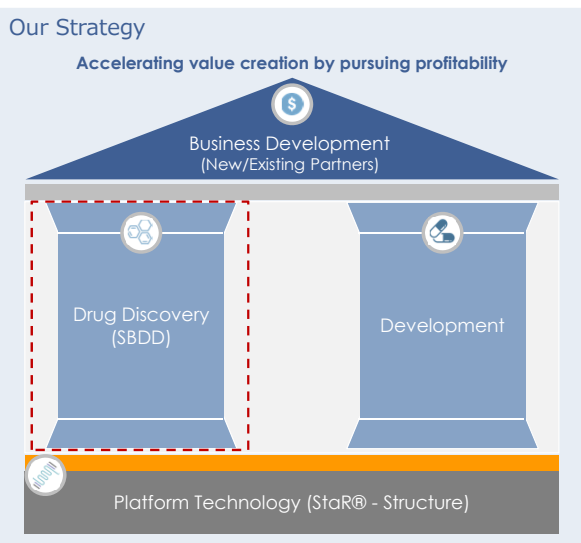 Our Strategy
Accelerating value creation by pursuing profitability
$
Business Development
(New/Existing Partners)
Drug Discovery
(SBDD)
Development
Platform Technology (StaR® - Structure)